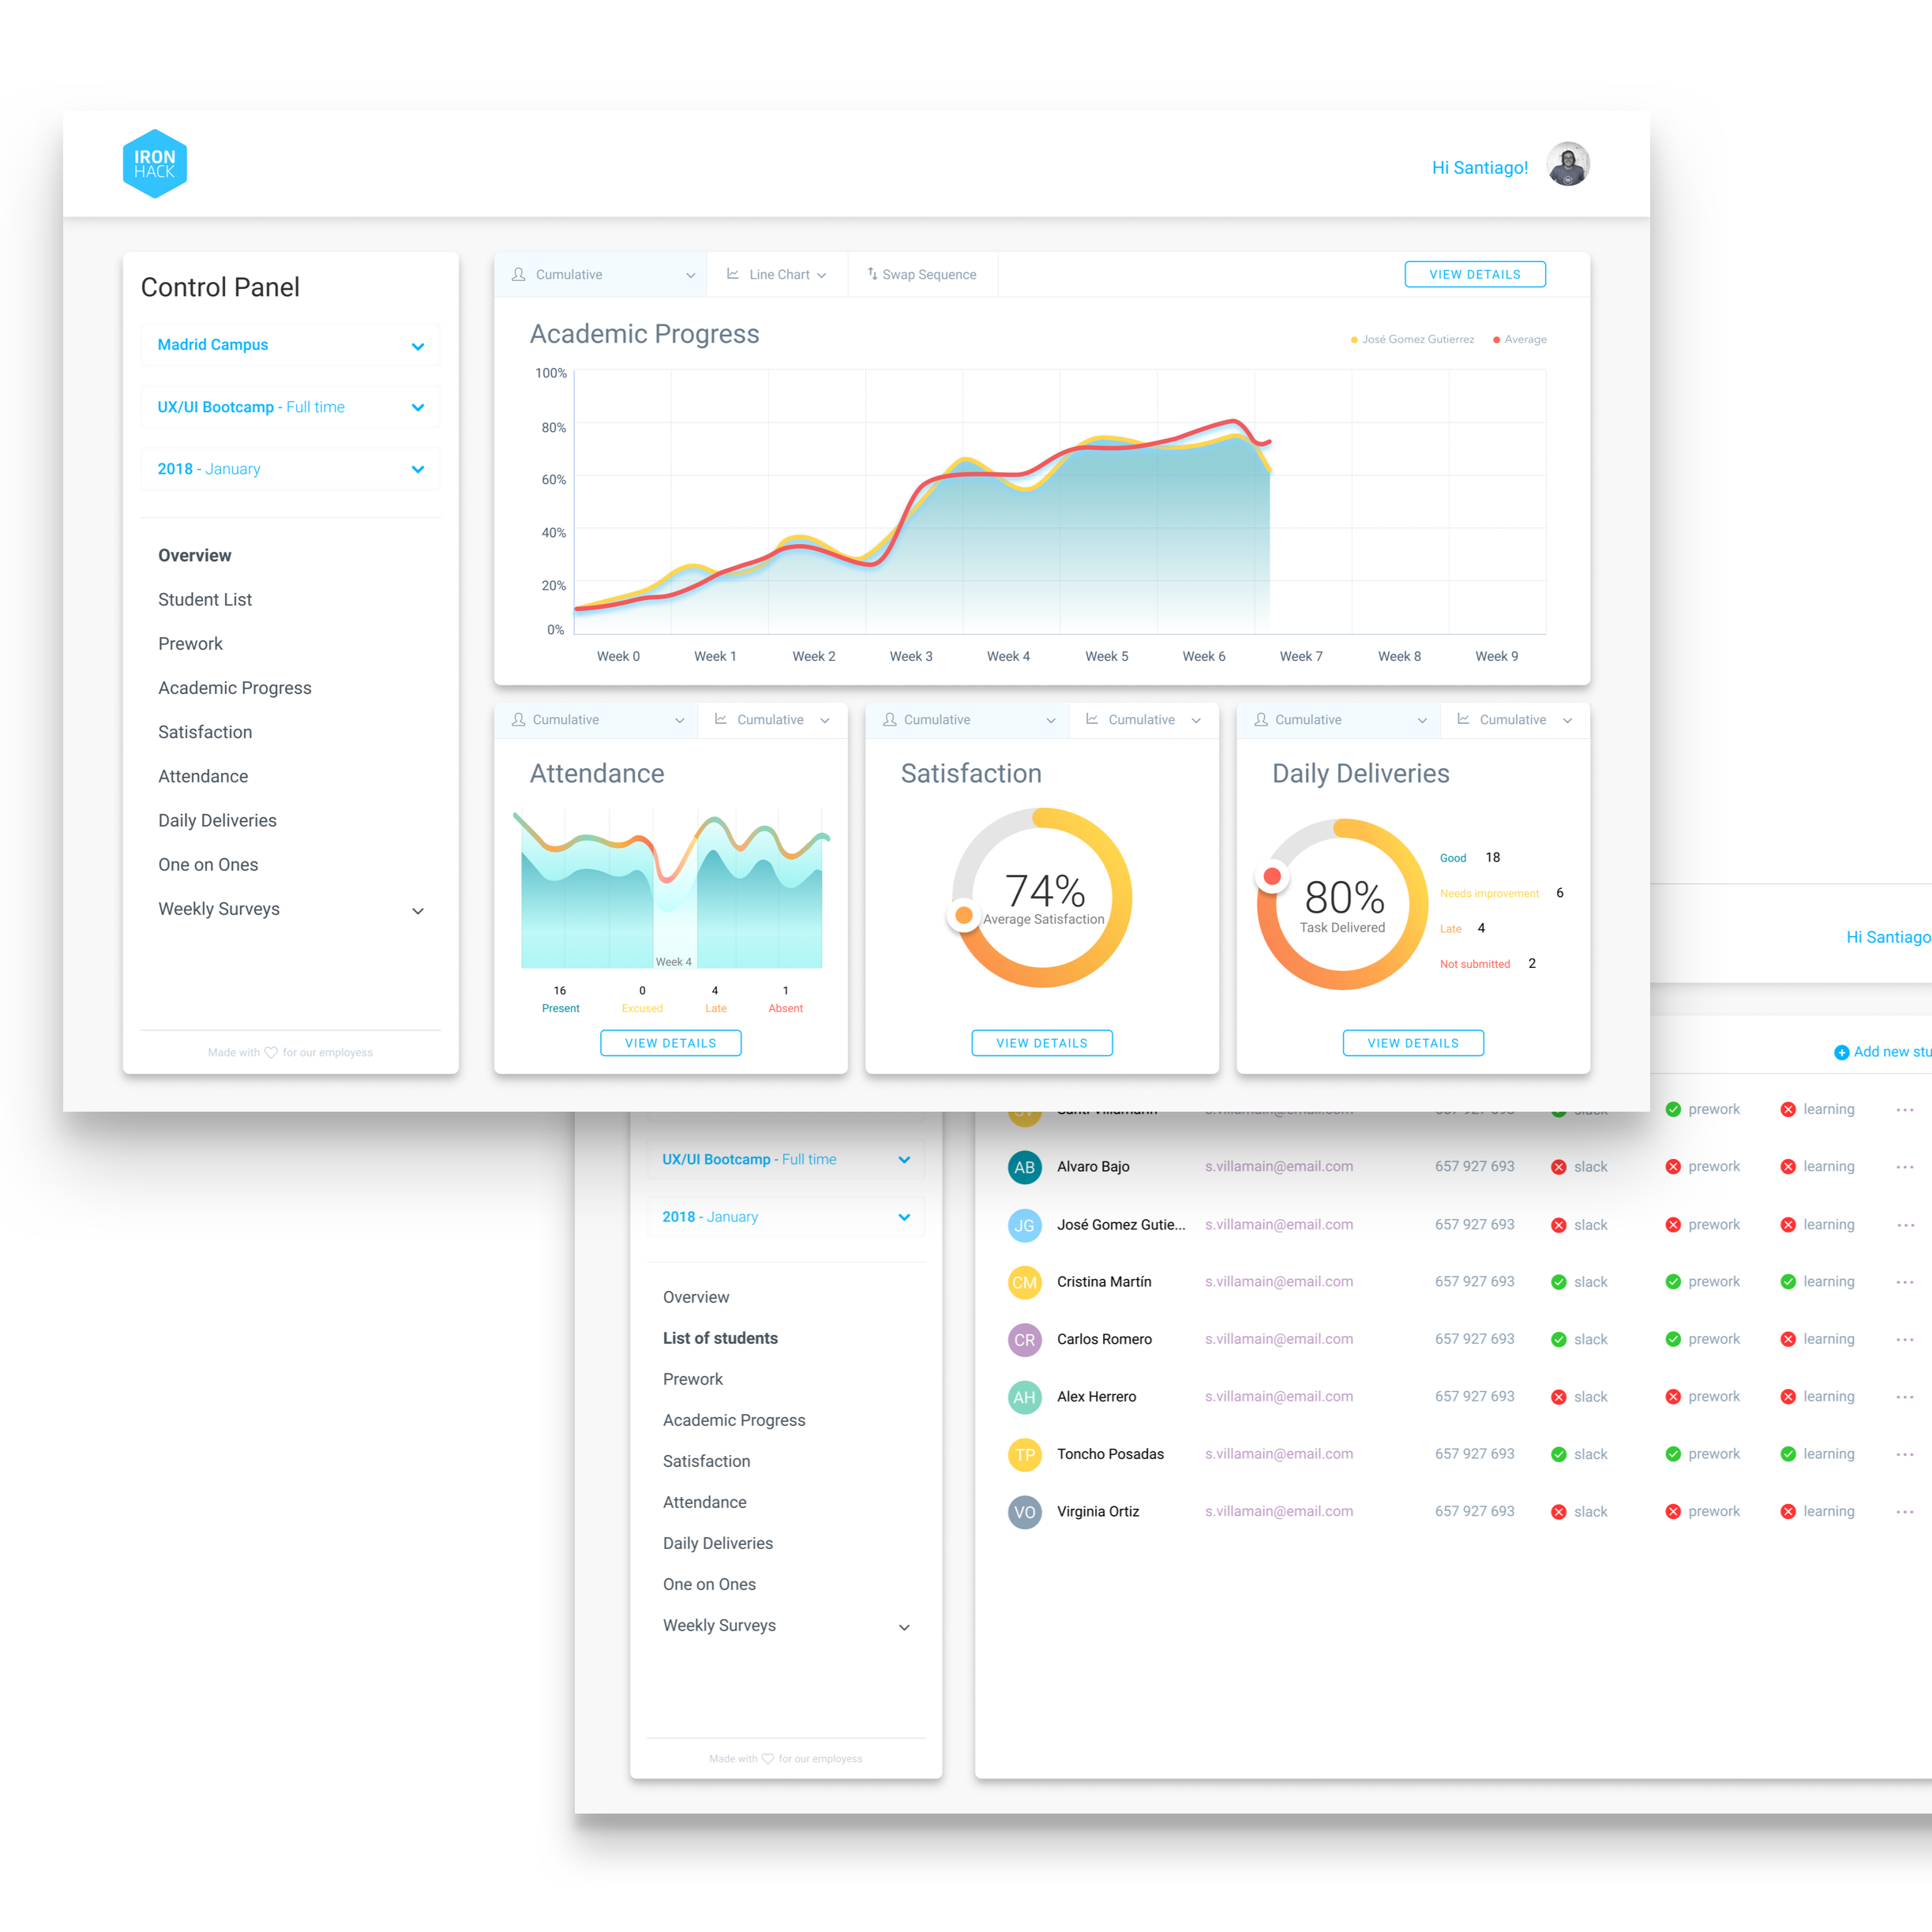 IRON
HACK
Hi Santiago!
Control Panel
Madrid Campus
UX/UI Bootcamp - Full time
2018 - January
Overview
Student List
Prework
Academic Progress
Satisfaction
Attendance
Daily Deliveries
One on Ones
Weekly Surveys
Made with for our employess
Cumulative
Line Chart
Swap Sequence
VIEW DETAILS
Academic Progress
José Gomez Gutierrez
Average
100%
80%
60%
40%
20%
0%
Week 0 Week 1 Week 2 Week 3 Week 4 Week 5 Week 6 Week 7 Week 8 Week 9
Cumulative Cumulative
Attendance
Week 4
16 0 4 1
Present Excused Late Absent
VIEW DETAILS
Cumulative Cumulative
Satisfaction
74%
Average Satisfaction
VIEW DETAILS
Cumulative Cumulative
Daily Deliveries
80%
Task Delivered
Good 18
Needs improvement 6
Late 4
Not submitted 2
VIEW DETAILS
Hi Santiago
Add new stu
UX/UI Bootcamp - Full time
2018 - January
Overview
List of students
Prework
Academic Progress
Satisfaction
Attendance
Daily Deliveries
One on Ones
Weekly Surveys
Made with for our employess
prework learning
AB Alvaro Bajo s.villamain@email.com 657 927 693 slack prework learning
JG José Gomez Gutie... s.villamain@email.com 657 927 693 slack prework learning
CM Cristina Martín s.villamain@email.com 657 927 693 slack prework learning
CR Carlos Romero s.villamain@email.com 657 927 693 slack prework learning
AH Alex Herrero s.villamain@email.com 657 927 693 slack prework learning
TP Toncho Posadas s.villamain@email.com 657 927 693 slack prework learning
VO Virginia Ortiz s.villamain@email.com 657 927 693 slack prework learning